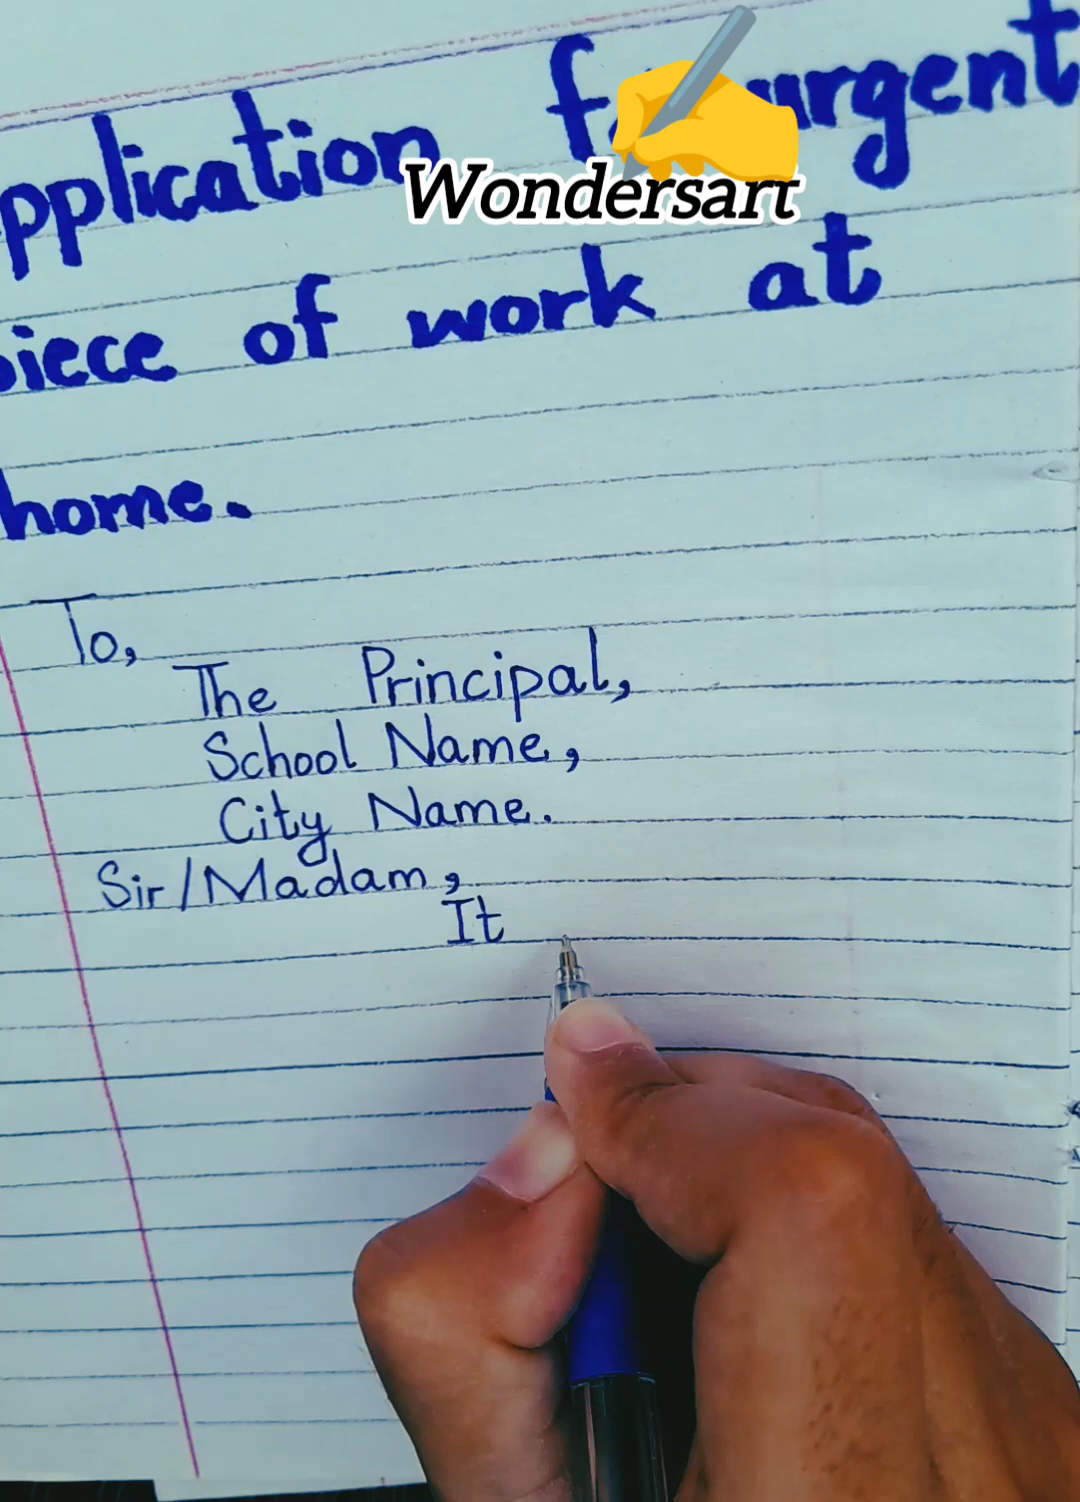 pplication f urgent
Wondersart
piece of work at
home.
To,
The Principal,
School Name,
City Name.
Sir/Madam,
It